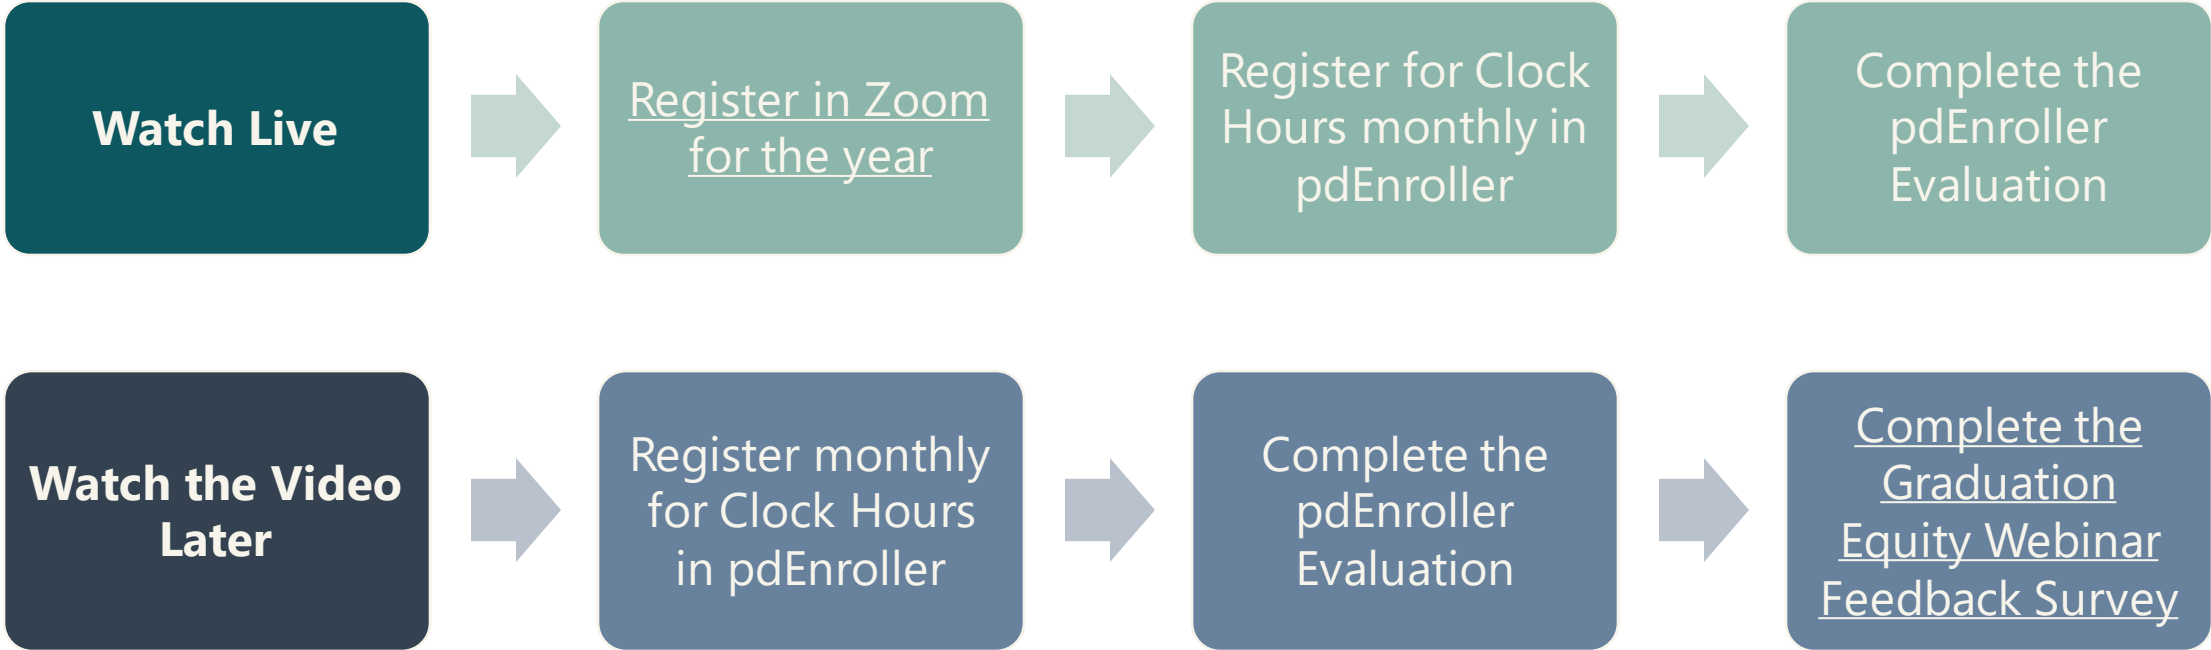 Watch Live
Register in Zoom
for the year
Register for Clock
Hours monthly in
pdEnroller
Complete the
pdEnroller
Evaluation
Watch the Video
Later
Register monthly
for Clock Hours
in pdEnroller
Complete the
pdEnroller
Evaluation
Complete the
Graduation
Equity Webinar
Feedback Survey